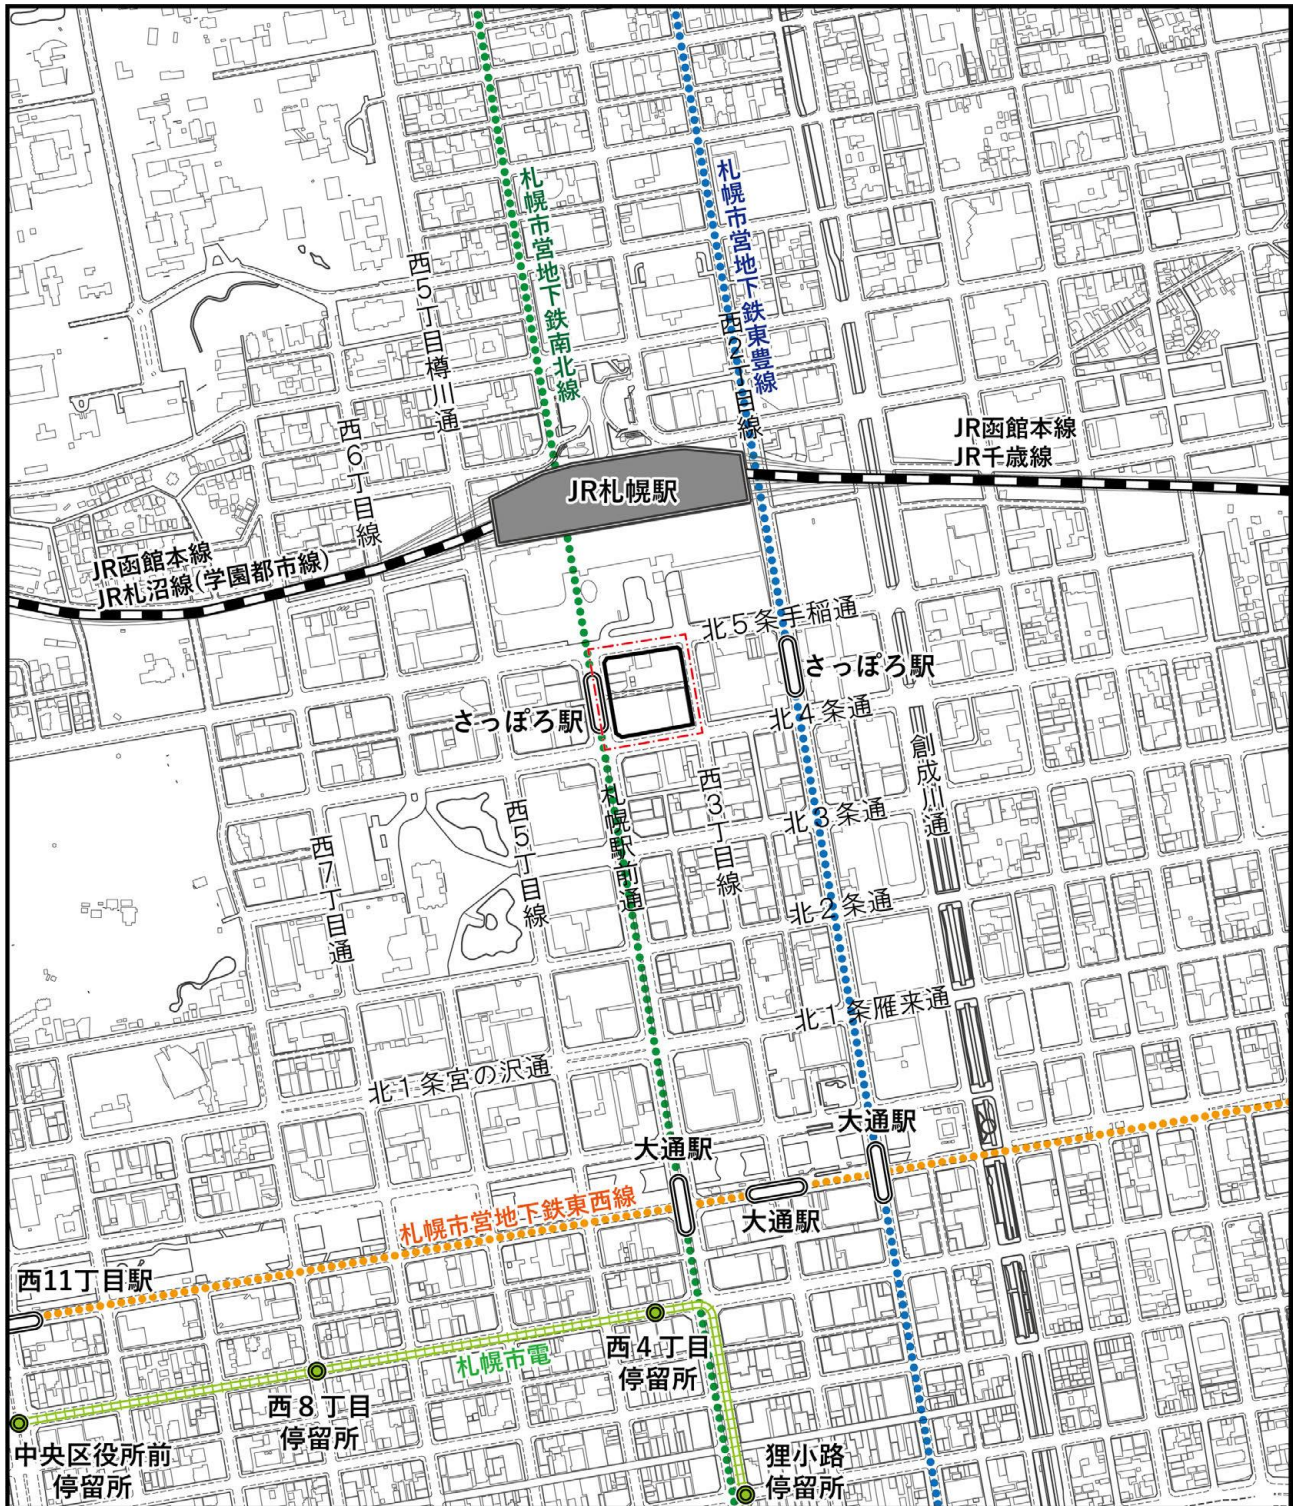 札幌市営地下鉄南北線
札幌市営地下鉄東豊線
西5丁目樽川通
西2丁目線
西6丁目線
JR函館本線
JR千歳線
JR札幌駅
JR函館本線
JR札沼線(学園都市線)
北5条手稲通
さっぽろ駅
さっぽろ駅
北4条通
創成川通
西3丁目線
札幌駅前通
西5丁目線
北3条通
西7丁目通
北2条通
北1条雁来通
北1条宮の沢通
大通駅
大通駅
大通駅
札幌市営地下鉄東西線
西11丁目駅
西4丁目
停留所
札幌市電
西8丁目
停留所
中央区役所前
停留所
狸小路
停留所